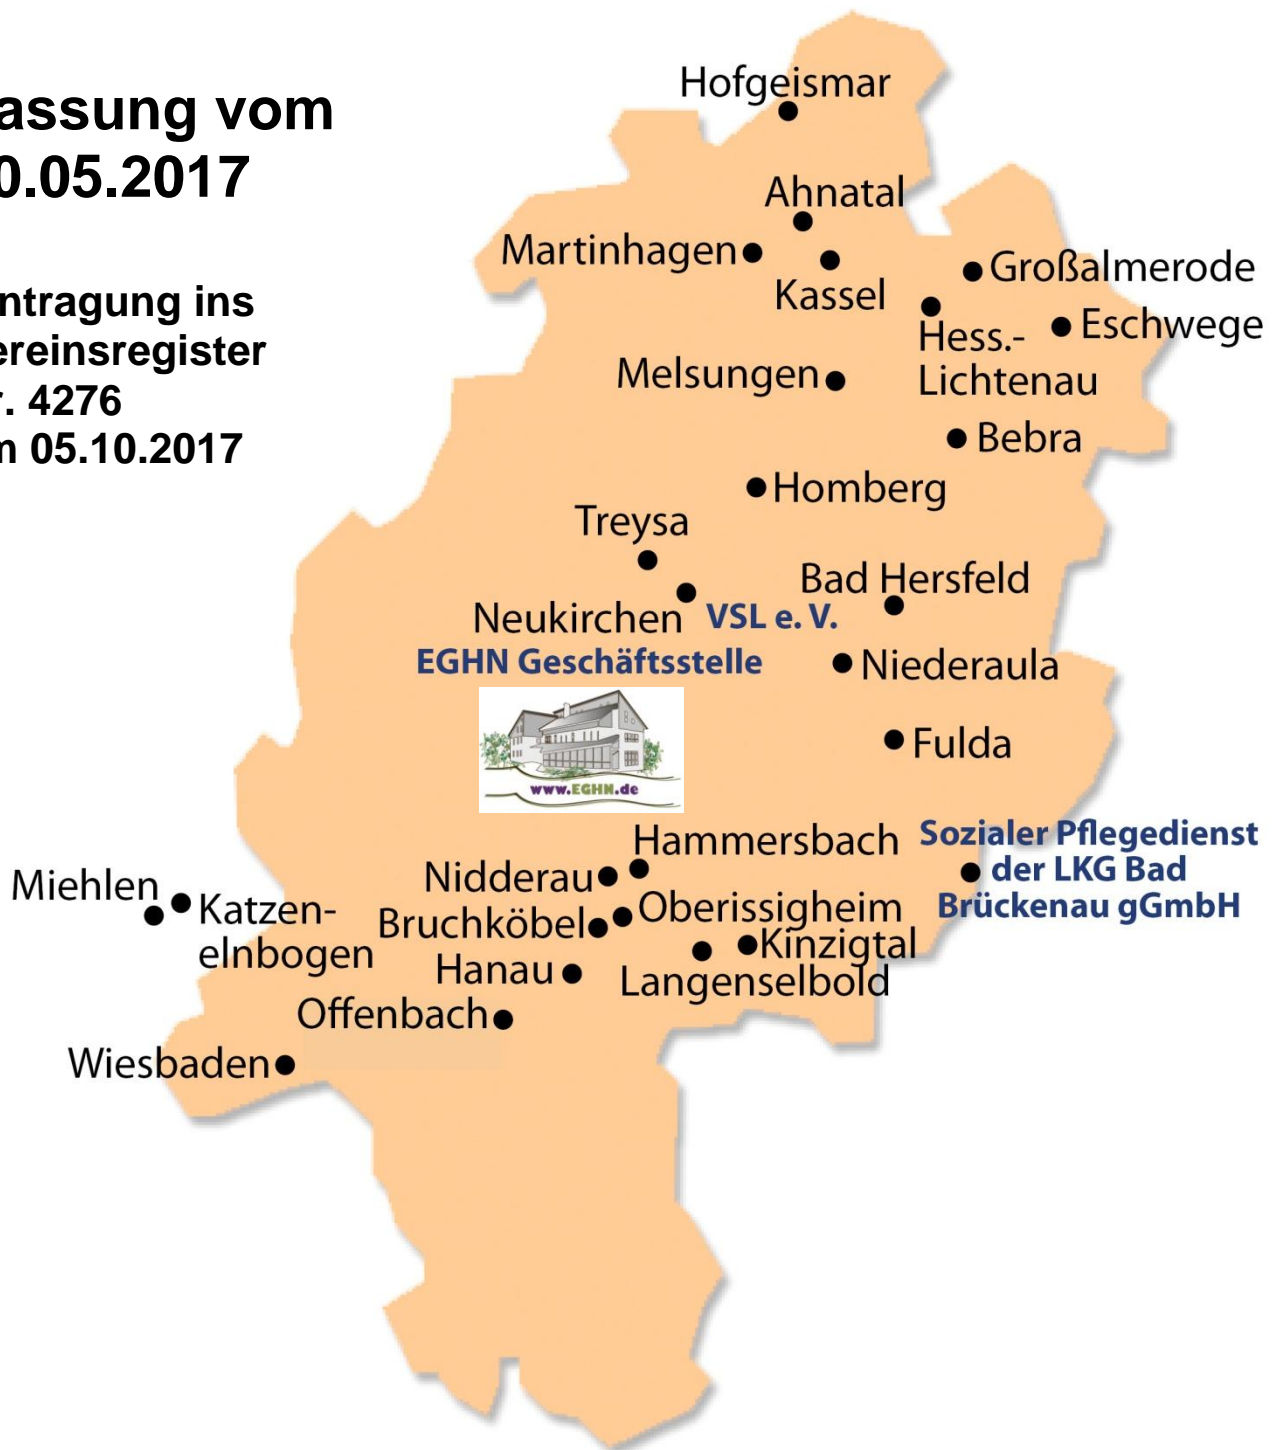 assung vom
0.05.2017
ntragung ins
ereinsregister
r. 4276
m 05.10.2017
Hofgeismar
Ahnatal
Martinhagen
Kassel
Großalmerode
Hess.-
Lichtenau
Eschwege
Melsungen
Bebra
Homberg
Treysa
Bad Hersfeld
Neukirchen
VSL e. V.
EGHN Geschäftsstelle
Niederaula
www.EGHN.de
Fulda
Hammersbach
Sozialer Pflegedienst
der LKG Bad
Brückenau gGmbH
Nidderau
Miehlen
Katzen-
elnbogen
Bruchköbel
Oberissigheim
Kinzigtal
Hanau
Langenselbold
Offenbach
Wiesbaden